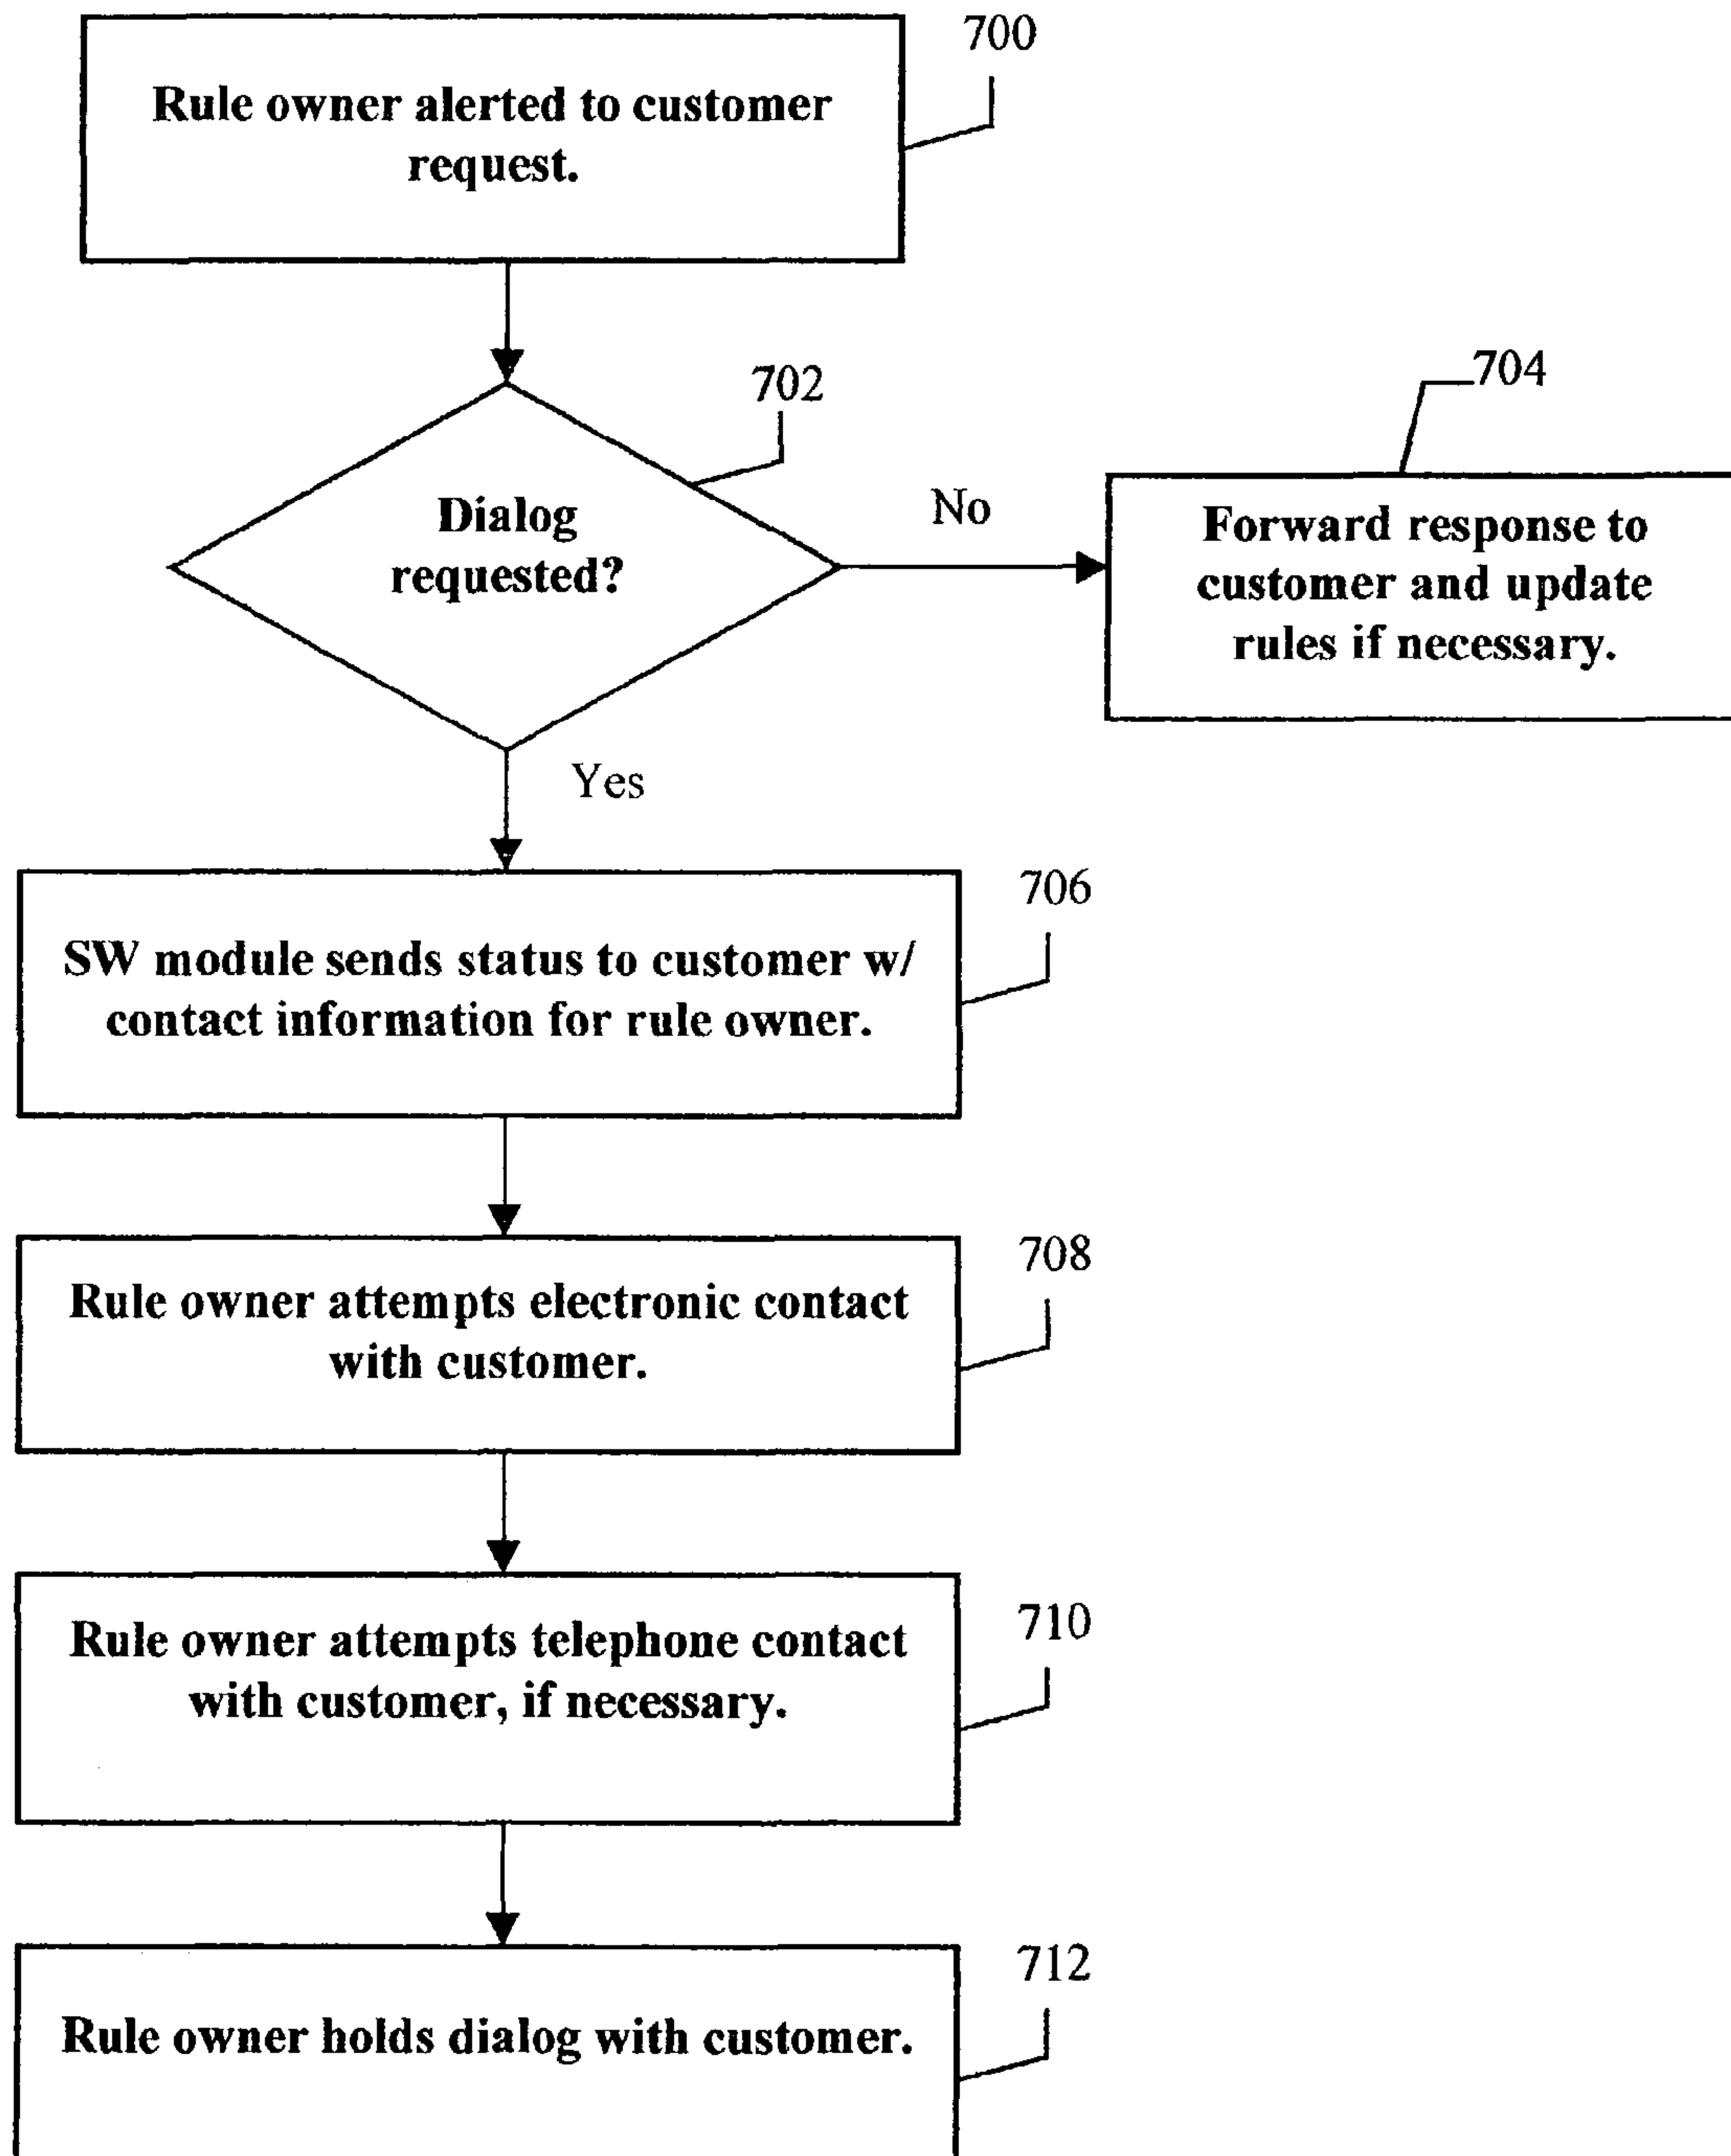 700
Rule owner alerted to customer
request.
702
Dialog
requested?
No
704
Forward response to
customer and update
rules if necessary.
Yes
706
SW module sends status to customer w/
contact information for rule owner.
708
Rule owner attempts electronic contact
with customer.
710
Rule owner attempts telephone contact
with customer, if necessary.
712
Rule owner holds dialog with customer.